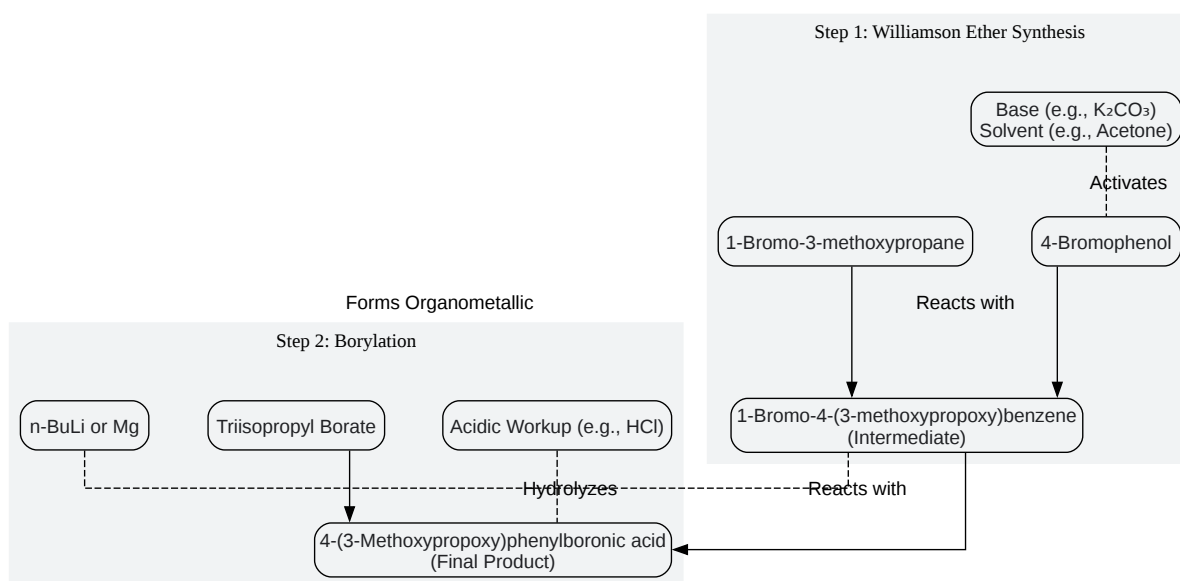 Step 1: Williamson Ether Synthesis
Base (e.g., K₂CO₃)
Solvent (e.g., Acetone)
Activates
1-Bromo-3-methoxypropane
4-Bromophenol
Reacts with
Forms Organometallic
Step 2: Borylation
n-BuLi or Mg
Triisopropyl Borate
Acidic Workup (e.g., HCl)
1-Bromo-4-(3-methoxypropoxy)benzene
(Intermediate)
Hydrolyzes
Reacts with
4-(3-Methoxypropoxy)phenylboronic acid
(Final Product)